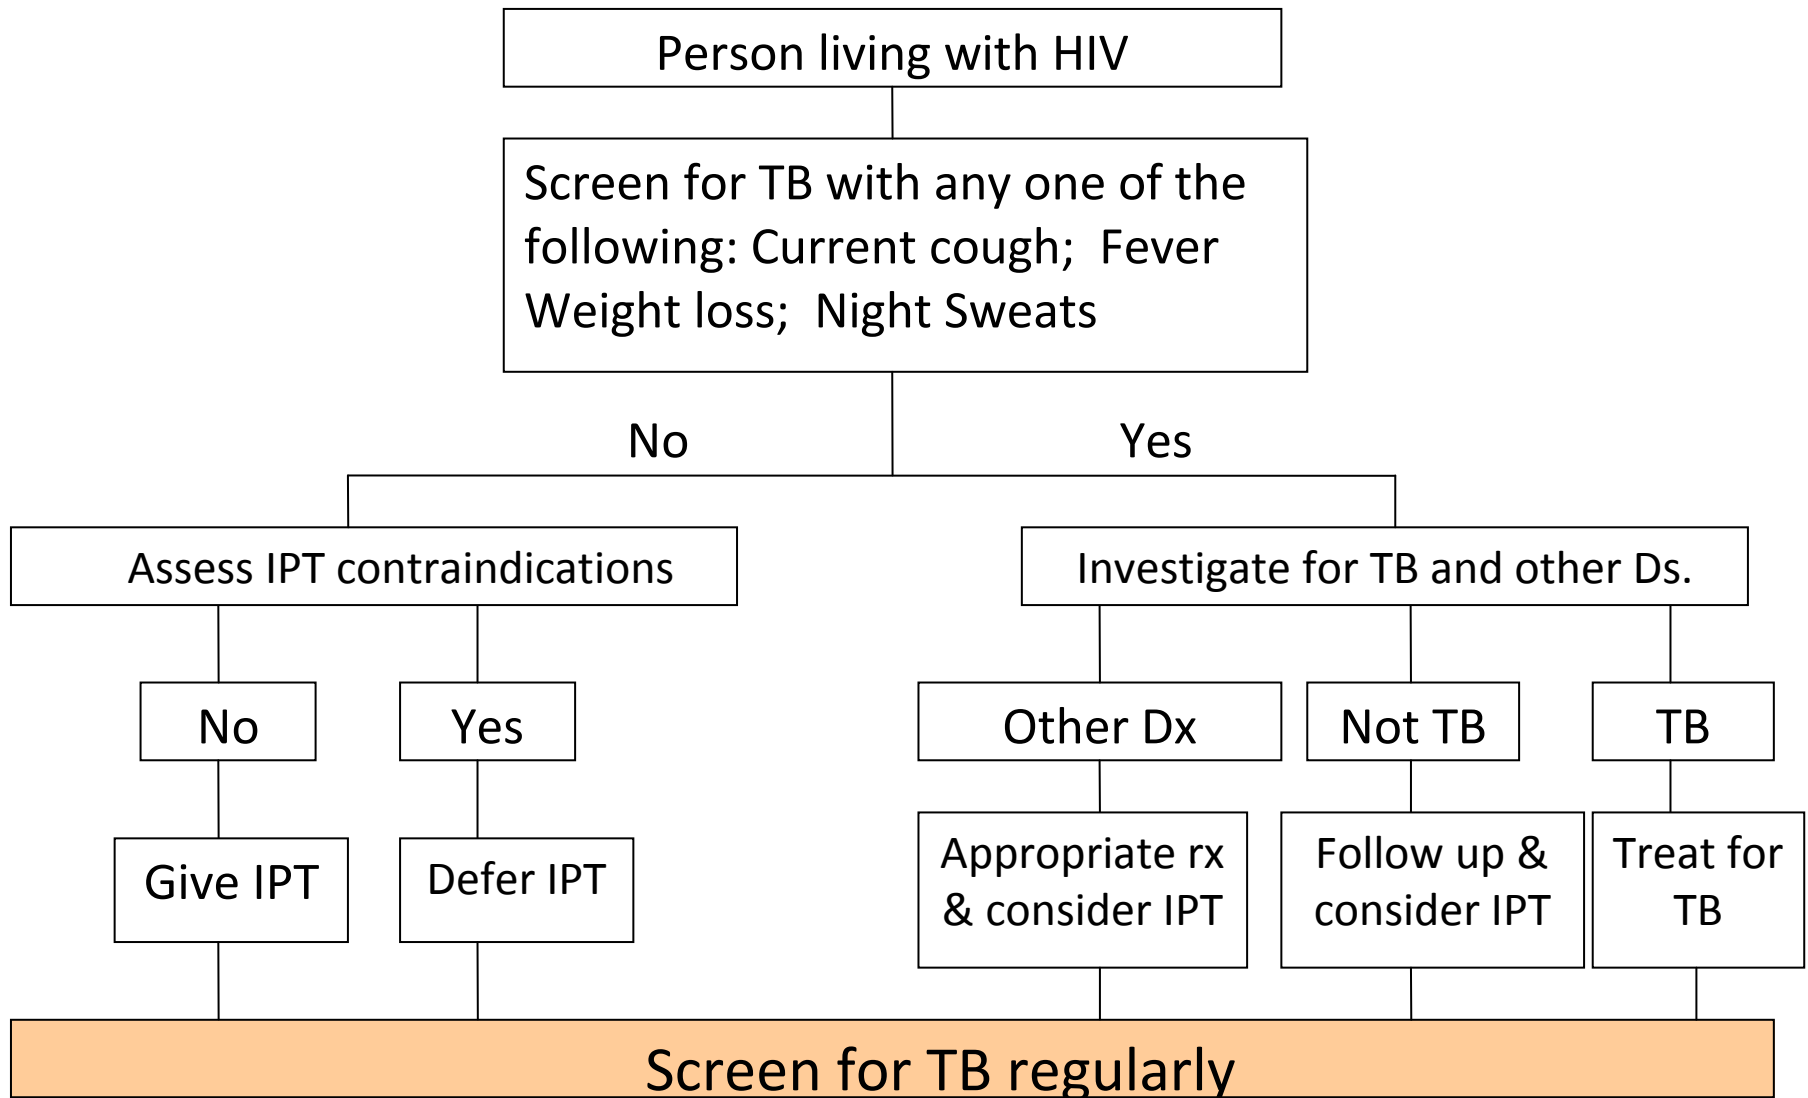 Person living with HIV
Screen for TB with any one of the
following: Current cough;  Fever
Weight loss;  Night Sweats
No
Yes
Assess IPT contraindications
Investigate for TB and other Ds.
No
Yes
Other Dx
Not TB
TB
Give IPT
Defer IPT
Appropriate rx
& consider IPT
Follow up &
consider IPT
Treat for
TB
Screen for TB regularly